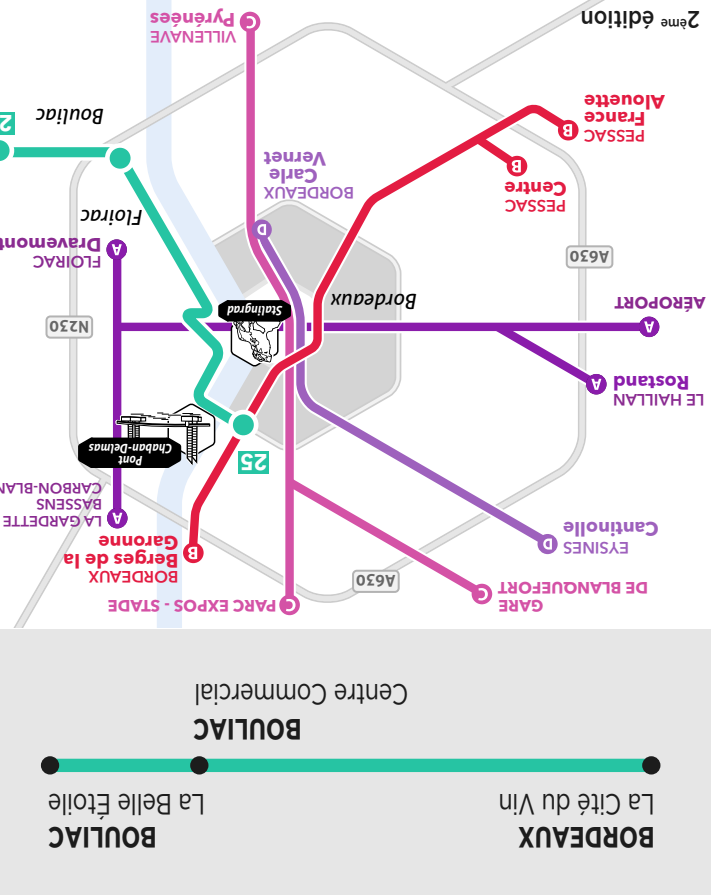 BORDEAUX
La Cité du Vin
BOULIAC
La Belle Étoile
BOULIAC
Centre Commercial
GARE
DE BLANQUEFORT
C
A630
PARC EXPOS - STADE
C
BORDEAUX
Berges de la
Garonne
B
EYSINES
Cantinolle
D
LA GARDETTE
BASSENS
CARBON-BLAN
A
25
Pont
Chaban-Delmas
LE HAILLAN
Rostand
A
AÉROPORT
A
N230
Bordeaux
Stalingrad
A630
FLOIRAC
Dravemont
A
Floirac
D
BORDEAUX
Carle
Vernet
PESSAC
Centre
B
PESSAC
France
Alouette
B
Bouliac
2
VILLENAVE
Pyrénées
C
2ème édition